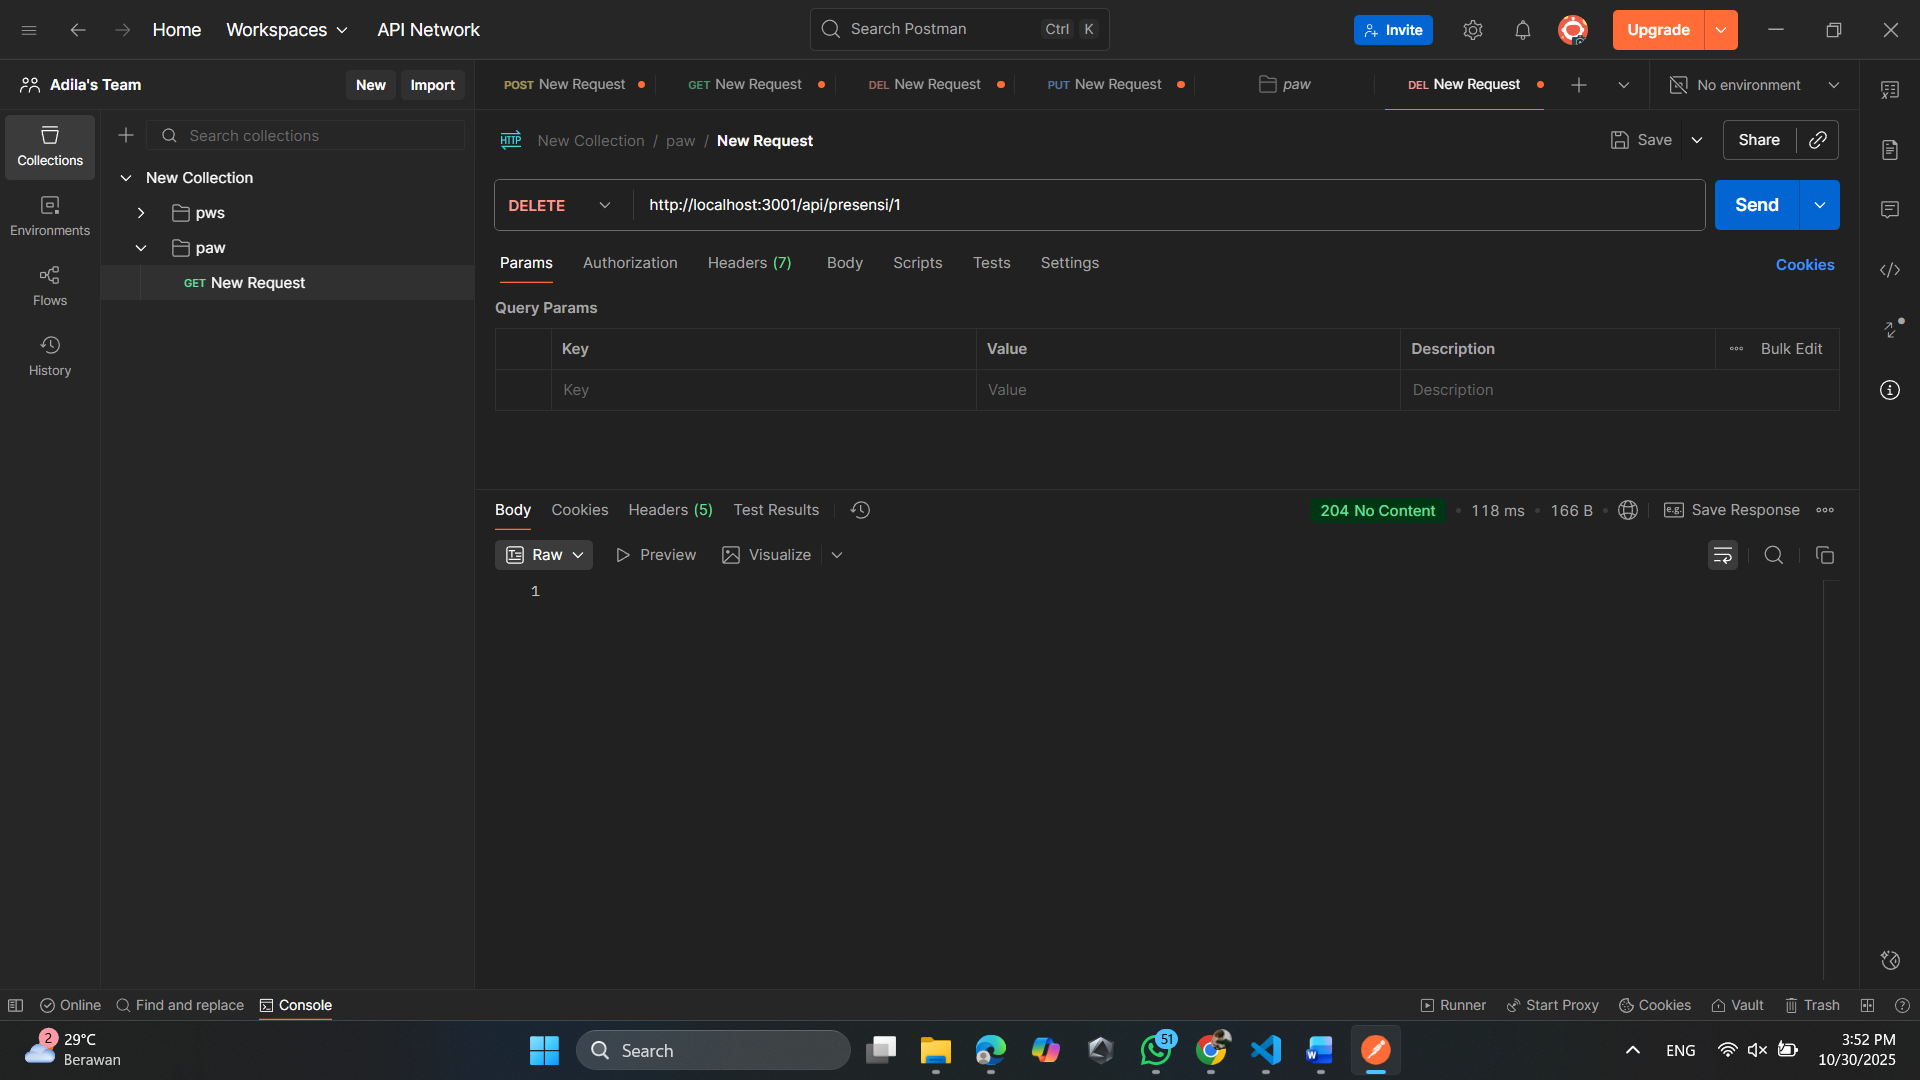 Home
Workspaces
API Network
Search Postman
Ctrl K
Invite
Upgrade
Adila's Team
New
Import
POST New Request
GET New Request
DEL New Request
PUT New Request
paw
DEL New Request
No environment
Collections
Environments
Flows
History
Search collections
New Collection
pws
paw
GET New Request
HTTP
New Collection / paw / New Request
Save
Share
DELETE
http://localhost:3001/api/presensi/1
Send
Params
Authorization
Headers (7)
Body
Scripts
Tests
Settings
Cookies
Query Params
Key
Value
Description
Bulk Edit
Key
Value
Description
Body
Cookies
Headers (5)
Test Results
204 No Content
118 ms
166 B
e.g.
Save Response
Raw
Preview
Visualize
1
Online
Find and replace
Console
Runner
Start Proxy
Cookies
Vault
Trash
2
29°C
Berawan
Search
51
ENG
3:52 PM
10/30/2025